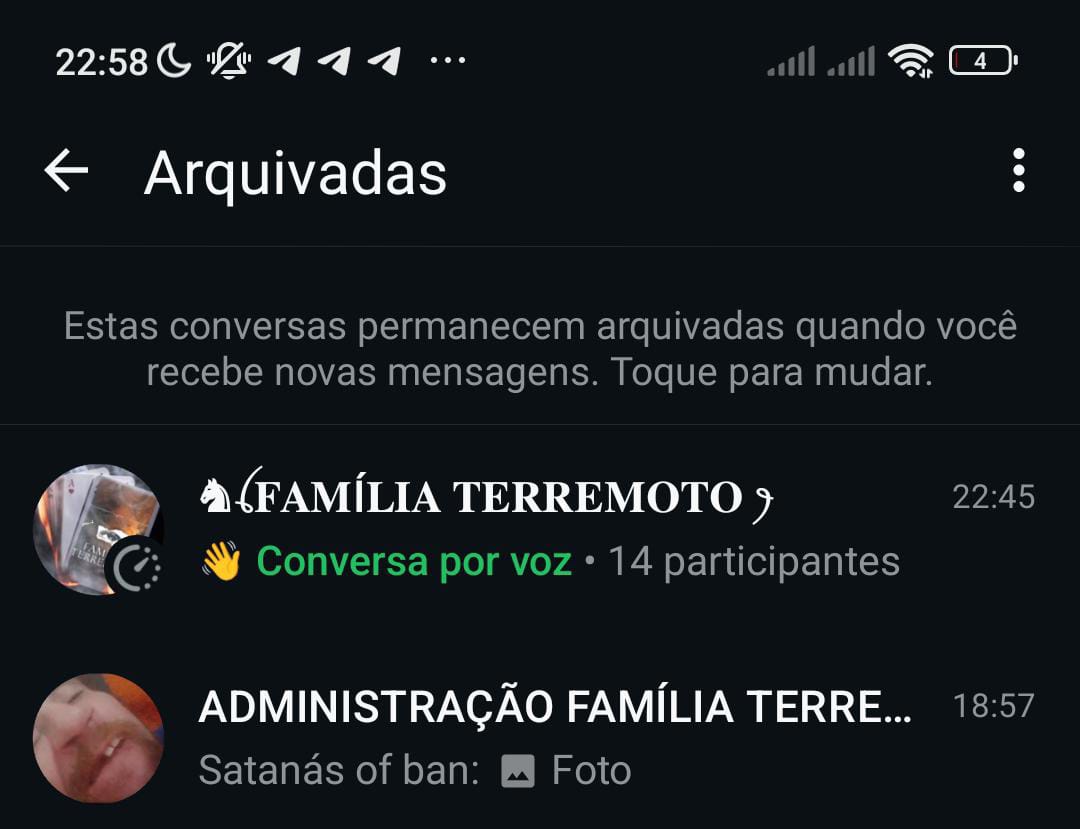 22:58 ... 4
Arquivadas
Estas conversas permanecem arquivadas quando você
recebe novas mensagens. Toque para mudar.
♞⎝FAMÍLIA TERREMOTO 22:45
👋 Conversa por voz • 14 participantes
ADMINISTRAÇÃO FAMÍLIA TERRE... 18:57
Satanás of ban: Foto